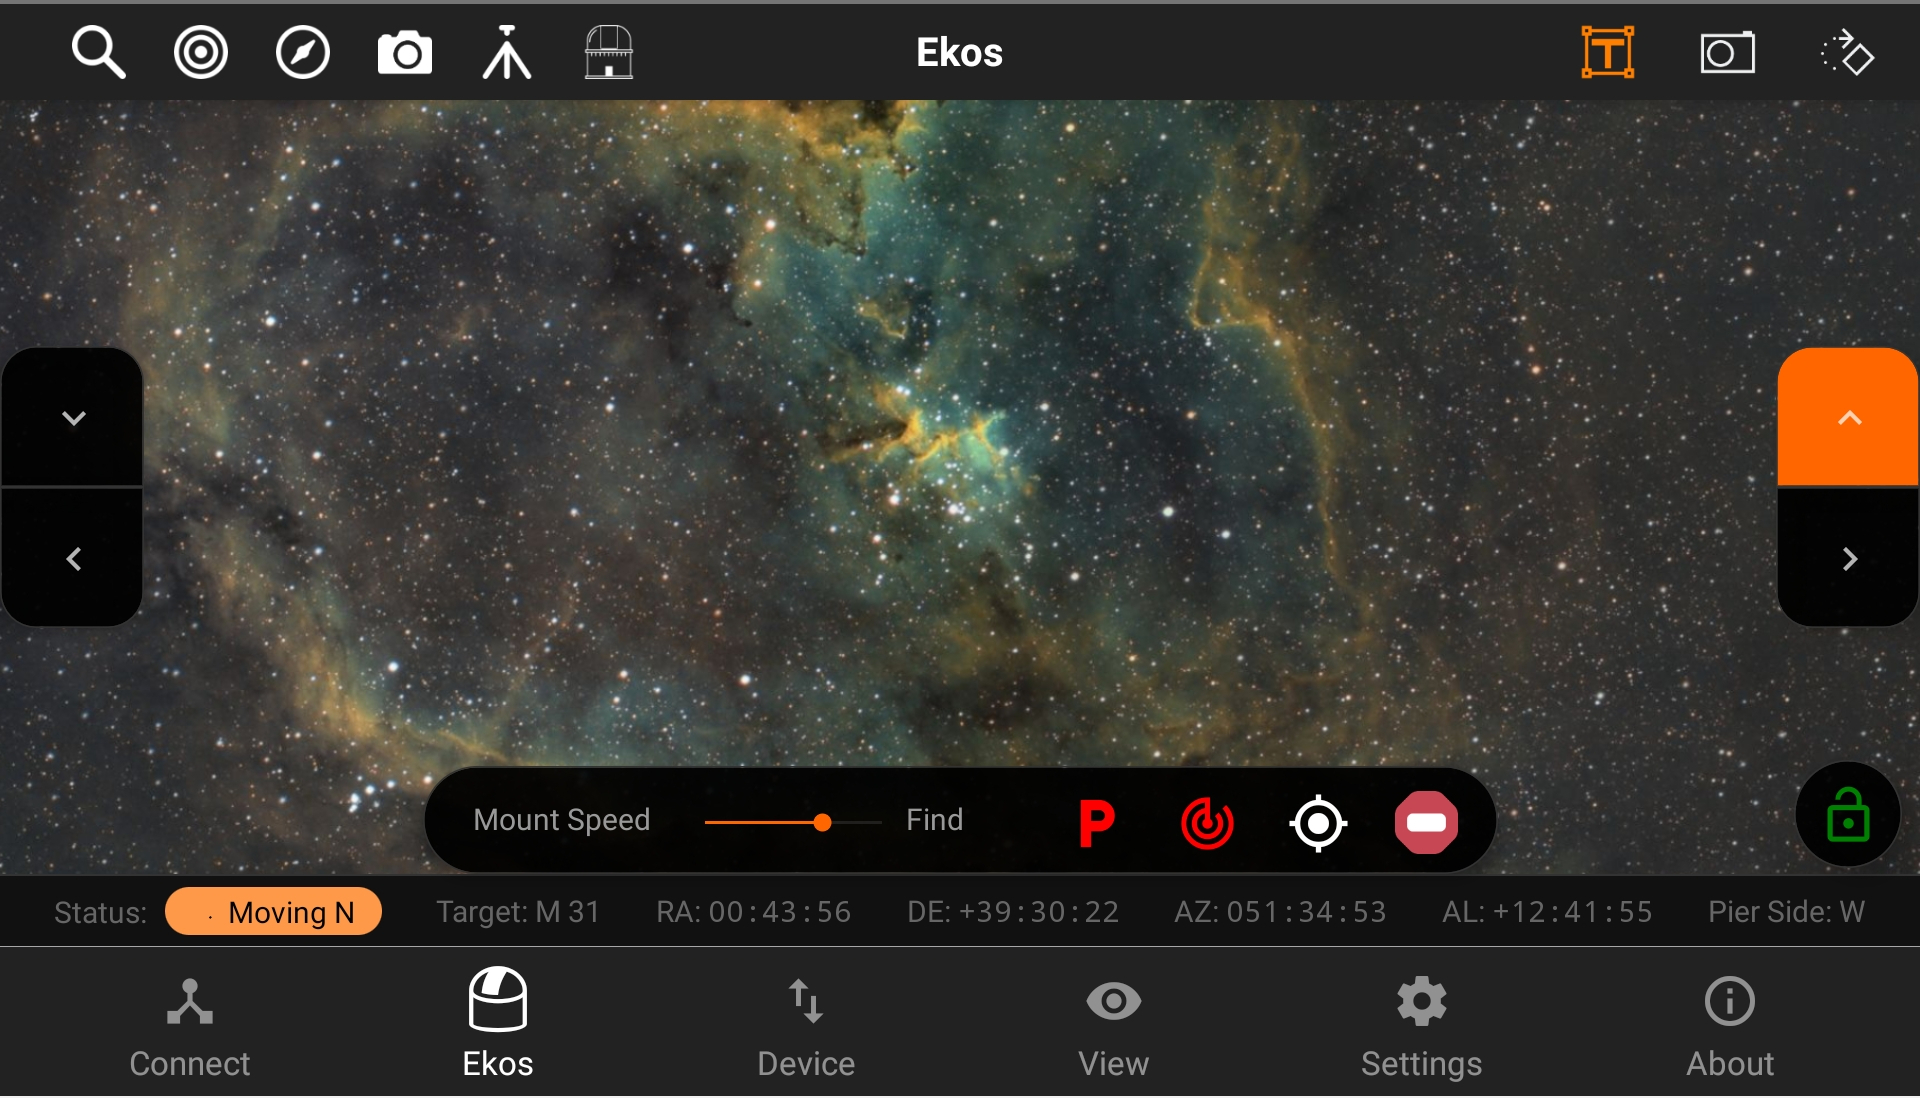 Ekos
Mount Speed Find P
Status: Moving N Target: M 31 RA: 00:43:56 DE: +39:30:22 AZ: 051:34:53 AL: +12:41:55 Pier Side: W
Connect Ekos Device View Settings About